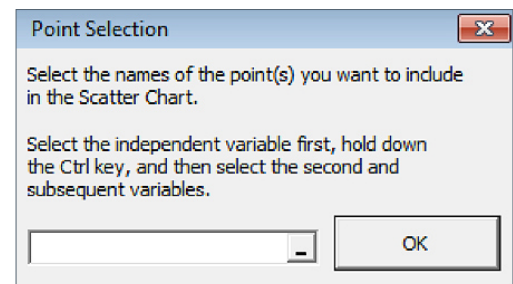 Point Selection
Select the names of the point(s) you want to include
in the Scatter Chart.
Select the independent variable first, hold down
the Ctrl key, and then select the second and
subsequent variables.
OK